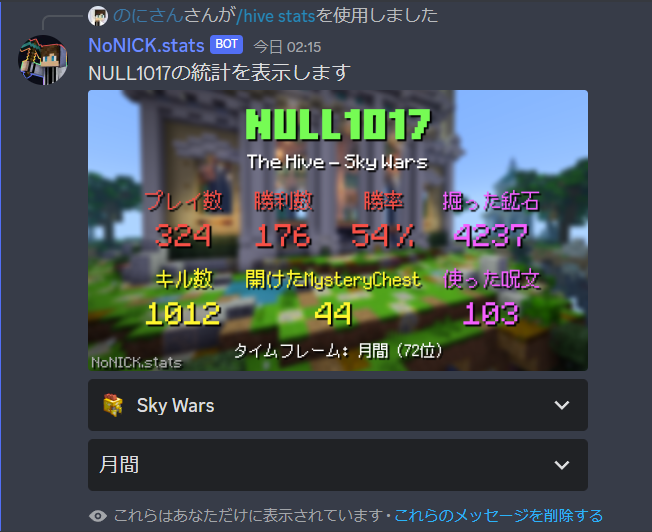 のにさんさんが/hive statsを使用しました
NoNICK.stats BOT 今日 02:15
NULL1017の統計を表示します
NULL1017
The Hive - Sky Wars
プレイ数 勝利数 勝率 掘った鉱石
324 176 54% 4237
キル数 開けたMysteryChest 使った呪文
1012 44 103
タイムフレーム: 月間 (72位)
NoNICK.stats
Sky Wars
月間
これらはあなただけに表示されています・これらのメッセージを削除する